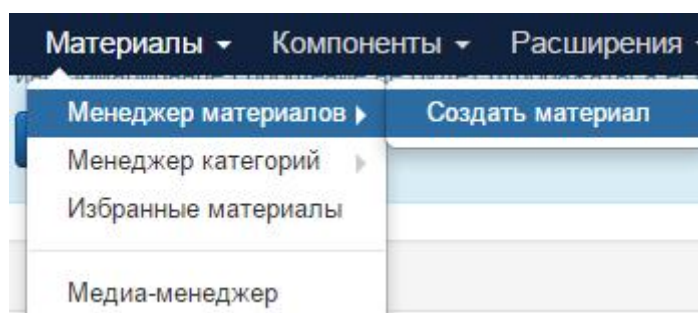 Материалы Компоненты Расширения
Менеджер материалов Создать материал
Менеджер категорий
Избранные материалы
Медиа-менеджер